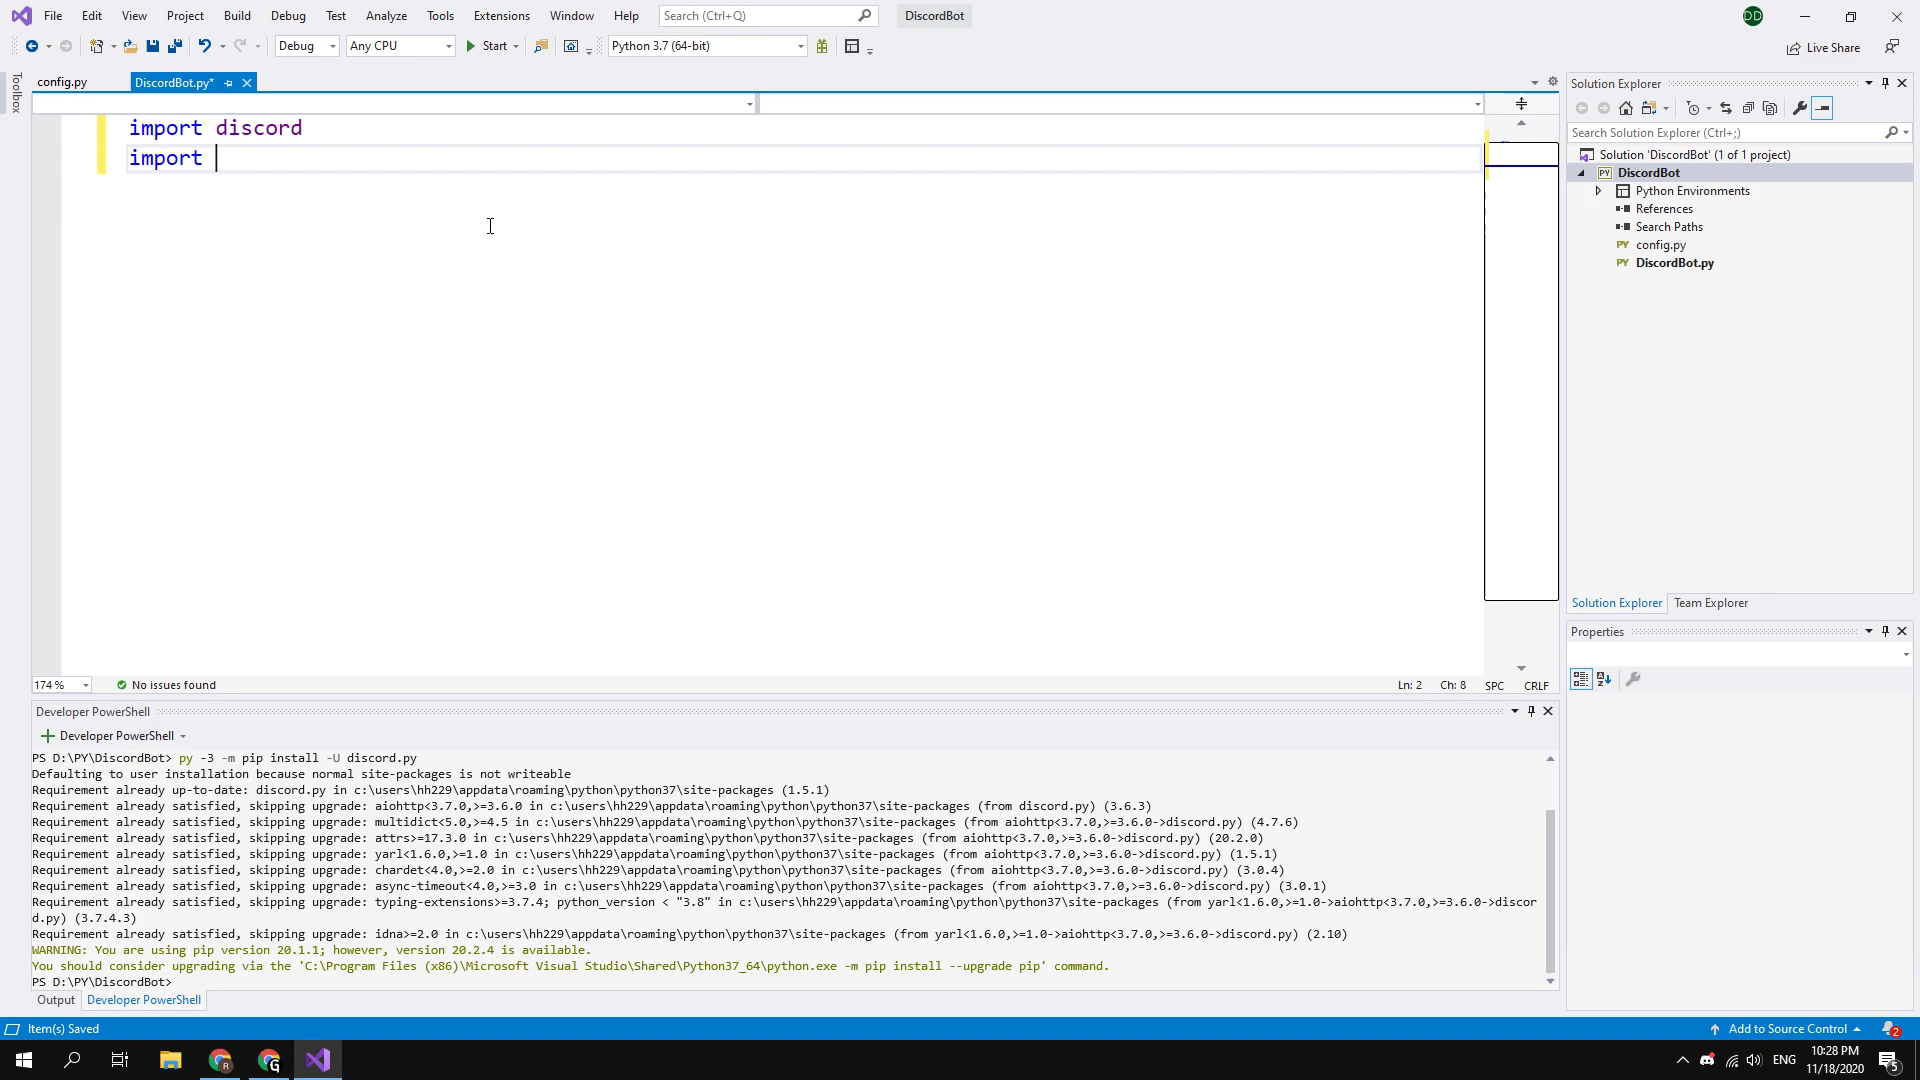 File Edit View Project Build Debug Test Analyze Tools Extensions Window Help Search (Ctrl+Q) DiscordBot DD
Debug Any CPU Start Python 3.7 (64-bit) Live Share
Toolbox
config.py DiscordBot.py*
import discord
import
174 % No issues found Ln: 2 Ch: 8 SPC CRLF
Developer PowerShell
Developer PowerShell
PS D:\PY\DiscordBot> py -3 -m pip install -U discord.py
Defaulting to user installation because normal site-packages is not writeable
Requirement already up-to-date: discord.py in c:\users\hh229\appdata\roaming\python\python37\site-packages (1.5.1)
Requirement already satisfied, skipping upgrade: aiohttp<3.7.0,>=3.6.0 in c:\users\hh229\appdata\roaming\python\python37\site-packages (from discord.py) (3.6.3)
Requirement already satisfied, skipping upgrade: multidict<5.0,>=4.5 in c:\users\hh229\appdata\roaming\python\python37\site-packages (from aiohttp<3.7.0,>=3.6.0->discord.py) (4.7.6)
Requirement already satisfied, skipping upgrade: attrs>=17.3.0 in c:\users\hh229\appdata\roaming\python\python37\site-packages (from aiohttp<3.7.0,>=3.6.0->discord.py) (20.2.0)
Requirement already satisfied, skipping upgrade: yarl<1.6.0,>=1.0 in c:\users\hh229\appdata\roaming\python\python37\site-packages (from aiohttp<3.7.0,>=3.6.0->discord.py) (1.5.1)
Requirement already satisfied, skipping upgrade: chardet<4.0,>=2.0 in c:\users\hh229\appdata\roaming\python\python37\site-packages (from aiohttp<3.7.0,>=3.6.0->discord.py) (3.0.4)
Requirement already satisfied, skipping upgrade: async-timeout<4.0,>=3.0 in c:\users\hh229\appdata\roaming\python\python37\site-packages (from aiohttp<3.7.0,>=3.6.0->discord.py) (3.0.1)
Requirement already satisfied, skipping upgrade: typing-extensions>=3.7.4; python_version < "3.8" in c:\users\hh229\appdata\roaming\python\python37\site-packages (from yarl<1.6.0,>=1.0->aiohttp<3.7.0,>=3.6.0->discor
d.py) (3.7.4.3)
Requirement already satisfied, skipping upgrade: idna>=2.0 in c:\users\hh229\appdata\roaming\python\python37\site-packages (from yarl<1.6.0,>=1.0->aiohttp<3.7.0,>=3.6.0->discord.py) (2.10)
WARNING: You are using pip version 20.1.1; however, version 20.2.4 is available.
You should consider upgrading via the 'C:\Program Files (x86)\Microsoft Visual Studio\Shared\Python37_64\python.exe -m pip install --upgrade pip' command.
PS D:\PY\DiscordBot>
Output Developer PowerShell
Solution Explorer
Search Solution Explorer (Ctrl+;)
Solution 'DiscordBot' (1 of 1 project)
PY DiscordBot
Python Environments
References
Search Paths
PY config.py
PY DiscordBot.py
Solution Explorer Team Explorer
Properties
Item(s) Saved Add to Source Control 2
R G ENG 10:28 PM
11/18/2020 5